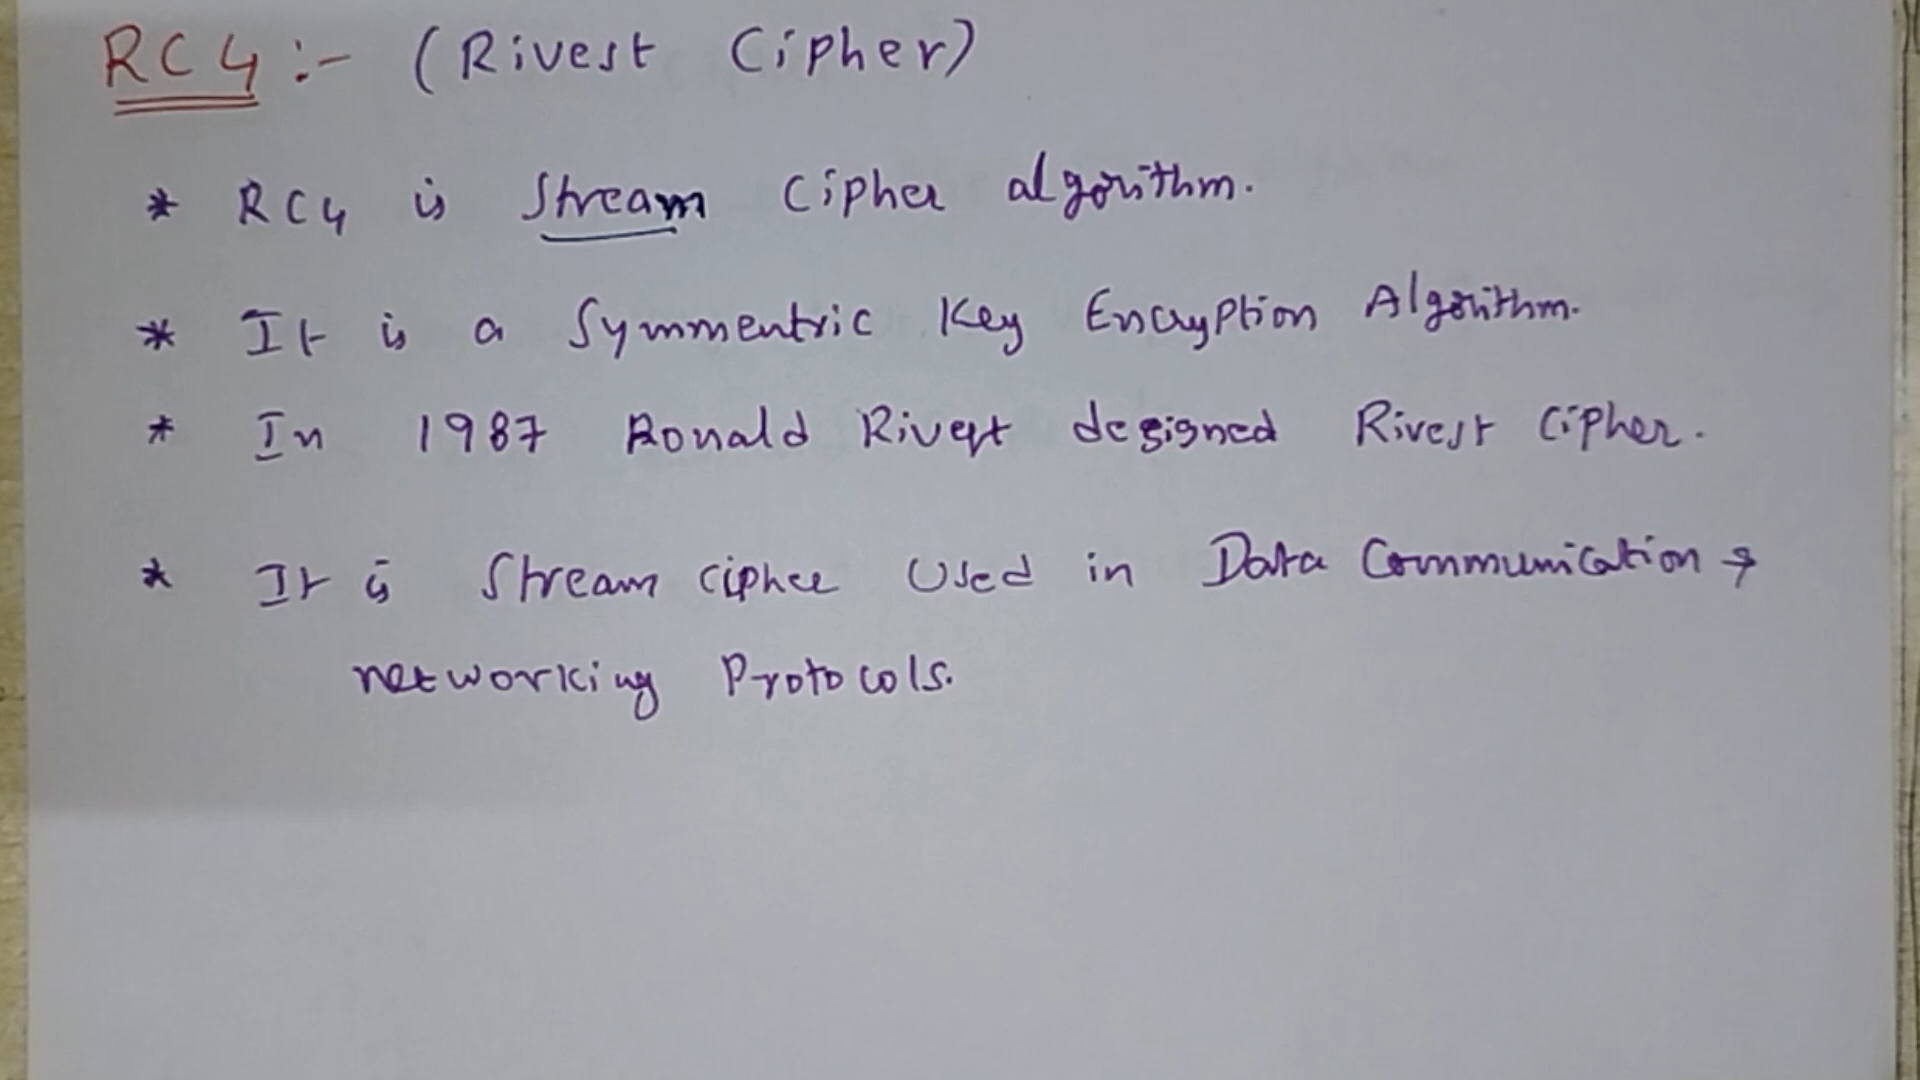 RC4 :- (Rivest Cipher)
* RC4 is Stream Cipher algorithm.
* It is a Symmentric Key Encryption Algorithm.
* In 1987 Ronald Rivest designed Rivest Cipher.
* It is Stream cipher Used in Data Communication &
networking Protocols.